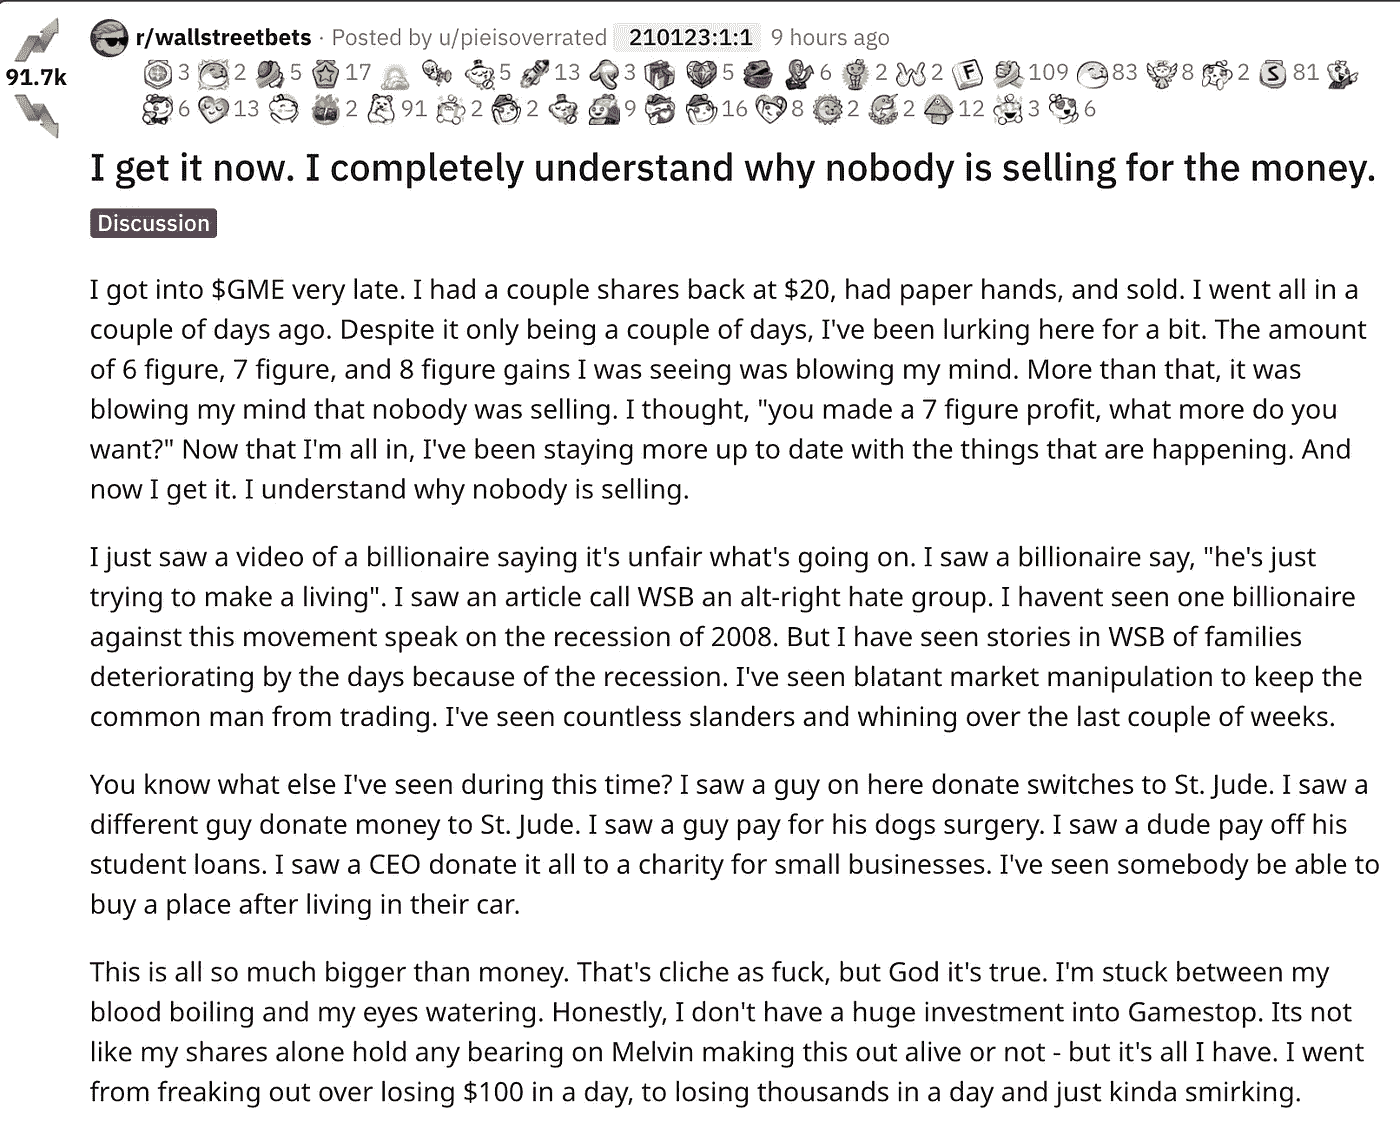 r/wallstreetbets · Posted by u/pieisoverrated 210123:1:1 9 hours ago
91.7k
3 2 5 17 5 13 3 5 6 2 2 F 109 83 8 2 S 81
6 13 2 91 2 2 9 16 8 2 2 12 3 6
I get it now. I completely understand why nobody is selling for the money.
Discussion
I got into $GME very late. I had a couple shares back at $20, had paper hands, and sold. I went all in a
couple of days ago. Despite it only being a couple of days, I've been lurking here for a bit. The amount
of 6 figure, 7 figure, and 8 figure gains I was seeing was blowing my mind. More than that, it was
blowing my mind that nobody was selling. I thought, "you made a 7 figure profit, what more do you
want?" Now that I'm all in, I've been staying more up to date with the things that are happening. And
now I get it. I understand why nobody is selling.
I just saw a video of a billionaire saying it's unfair what's going on. I saw a billionaire say, "he's just
trying to make a living". I saw an article call WSB an alt-right hate group. I havent seen one billionaire
against this movement speak on the recession of 2008. But I have seen stories in WSB of families
deteriorating by the days because of the recession. I've seen blatant market manipulation to keep the
common man from trading. I've seen countless slanders and whining over the last couple of weeks.
You know what else I've seen during this time? I saw a guy on here donate switches to St. Jude. I saw a
different guy donate money to St. Jude. I saw a guy pay for his dogs surgery. I saw a dude pay off his
student loans. I saw a CEO donate it all to a charity for small businesses. I've seen somebody be able to
buy a place after living in their car.
This is all so much bigger than money. That's cliche as fuck, but God it's true. I'm stuck between my
blood boiling and my eyes watering. Honestly, I don't have a huge investment into Gamestop. Its not
like my shares alone hold any bearing on Melvin making this out alive or not - but it's all I have. I went
from freaking out over losing $100 in a day, to losing thousands in a day and just kinda smirking.